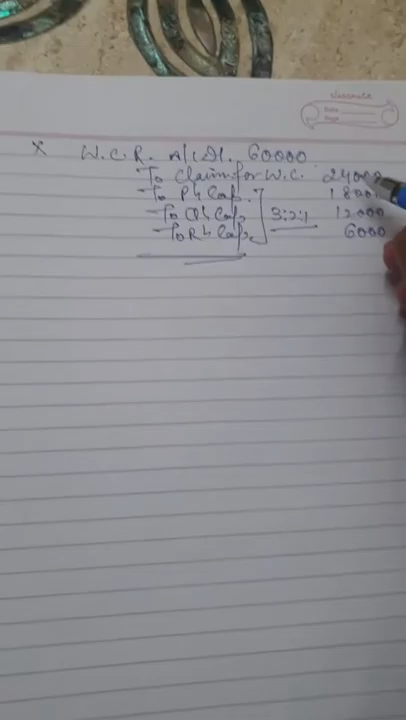 x W.C.R. A/c Dr. 60000
To Claim for W.C. 24000
To P's Cap. 18000
To Q's Cap. 3:2:1 12000
To R's Cap. 6000